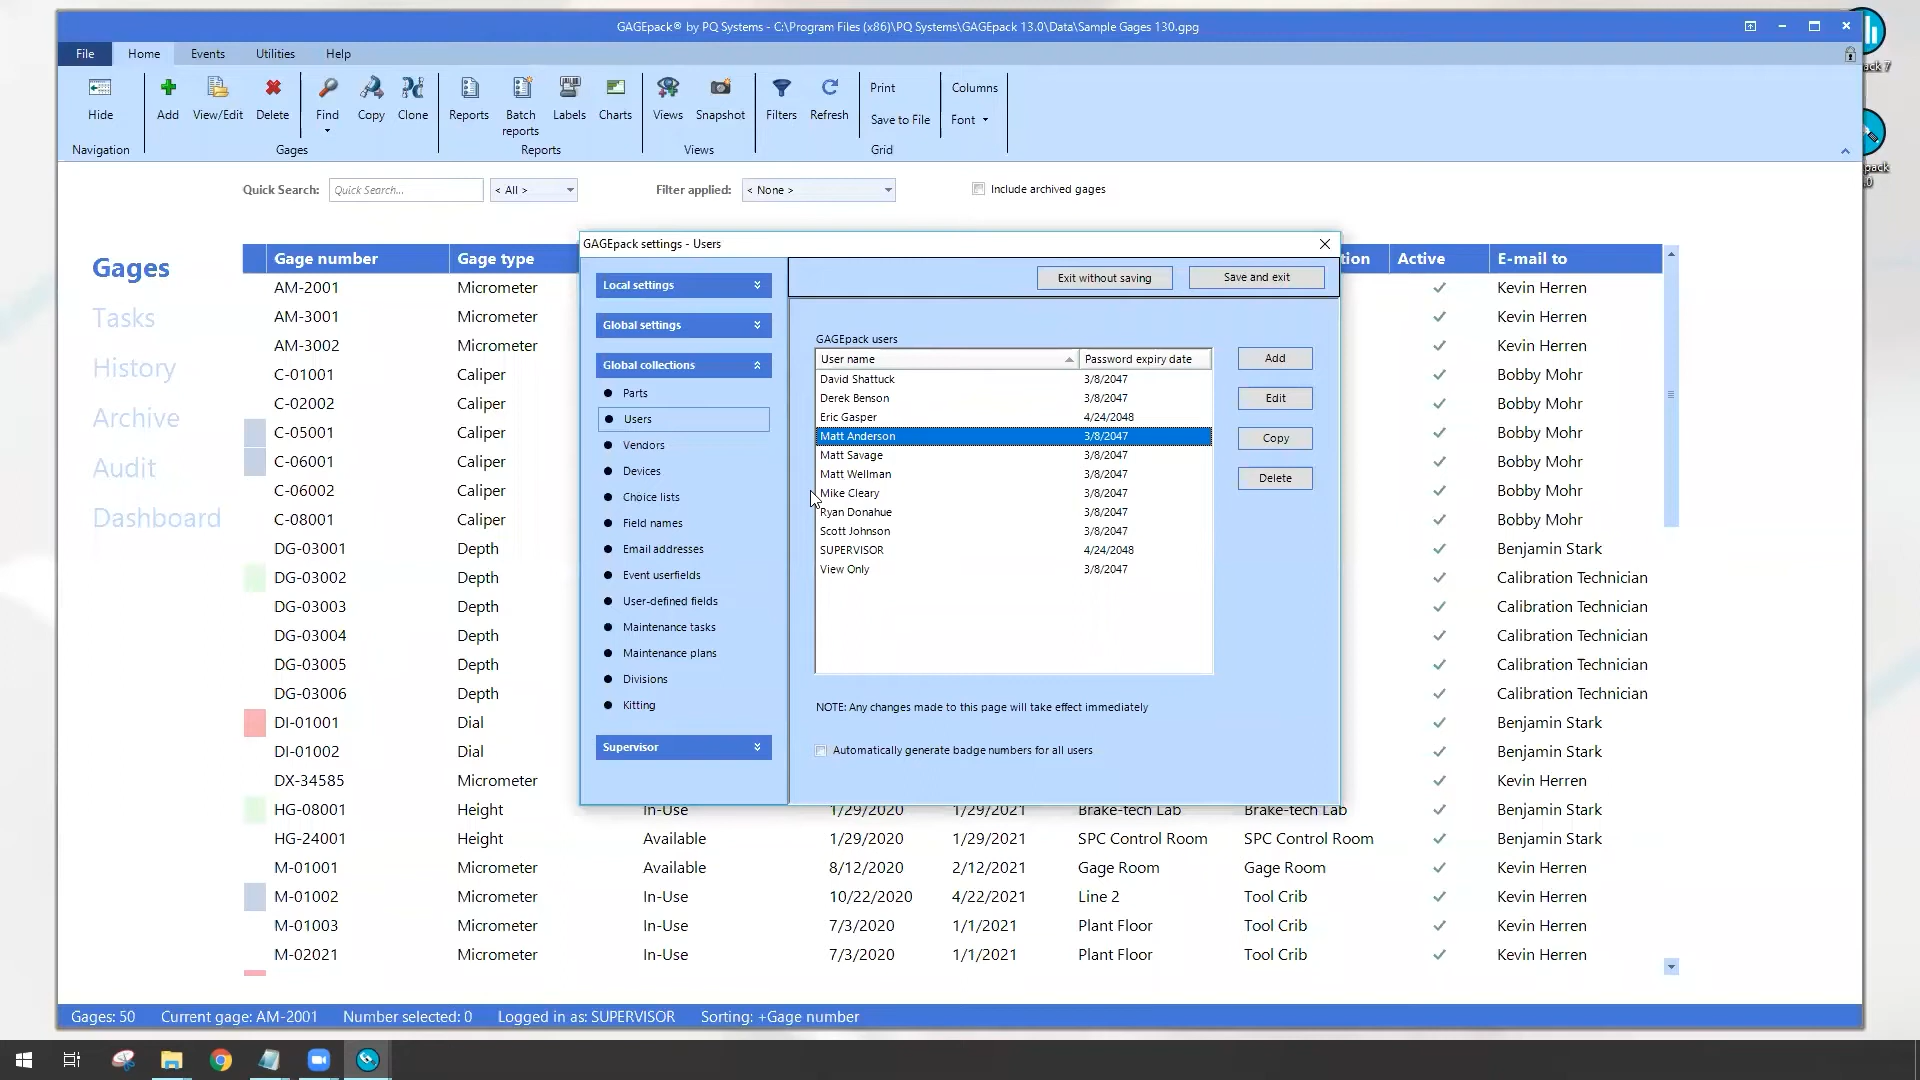 GAGEpack® by PQ Systems - C:\Program Files (x86)\PQ Systems\GAGEpack 13.0\Data\Sample Gages 130.gpg
File Home Events Utilities Help
Hide Add View/Edit Delete Find Copy Clone Reports Batch reports Labels Charts Views Snapshot Filters Refresh Print Columns
Save to File Font
Navigation Gages Reports Views Grid
Quick Search: Quick Search... < All > Filter applied: < None > Include archived gages
Gages
Tasks
History
Archive
Audit
Dashboard
Gage number Gage type
AM-2001 Micrometer
AM-3001 Micrometer
AM-3002 Micrometer
C-01001 Caliper
C-02002 Caliper
C-05001 Caliper
C-06001 Caliper
C-06002 Caliper
C-08001 Caliper
DG-03001 Depth
DG-03002 Depth
DG-03003 Depth
DG-03004 Depth
DG-03005 Depth
DG-03006 Depth
DI-01001 Dial
DI-01002 Dial
DX-34585 Micrometer
GAGEpack settings - Users
Local settings
Global settings
Global collections
Parts
Users
Vendors
Devices
Choice lists
Field names
Email addresses
Event userfields
User-defined fields
Maintenance tasks
Maintenance plans
Divisions
Kitting
Supervisor
Exit without saving Save and exit
GAGEpack users
User name Password expiry date
David Shattuck 3/8/2047
Derek Benson 3/8/2047
Eric Gasper 4/24/2048
Matt Anderson 3/8/2047
Matt Savage 3/8/2047
Matt Wellman 3/8/2047
Mike Cleary 3/8/2047
Ryan Donahue 3/8/2047
Scott Johnson 3/8/2047
SUPERVISOR 4/24/2048
View Only 3/8/2047
Add
Edit
Copy
Delete
NOTE: Any changes made to this page will take effect immediately
Automatically generate badge numbers for all users
tion Active E-mail to
Kevin Herren
Kevin Herren
Kevin Herren
Bobby Mohr
Bobby Mohr
Bobby Mohr
Bobby Mohr
Bobby Mohr
Bobby Mohr
Benjamin Stark
Calibration Technician
Calibration Technician
Calibration Technician
Calibration Technician
Calibration Technician
Benjamin Stark
Benjamin Stark
Kevin Herren
HG-08001 Height In-Use 1/29/2020 1/29/2021 Brake-tech Lab Brake-tech Lab Benjamin Stark
HG-24001 Height Available 1/29/2020 1/29/2021 SPC Control Room SPC Control Room Benjamin Stark
M-01001 Micrometer Available 8/12/2020 2/12/2021 Gage Room Gage Room Kevin Herren
M-01002 Micrometer In-Use 10/22/2020 4/22/2021 Line 2 Tool Crib Kevin Herren
M-01003 Micrometer In-Use 7/3/2020 1/1/2021 Plant Floor Tool Crib Kevin Herren
M-02021 Micrometer In-Use 7/3/2020 1/1/2021 Plant Floor Tool Crib Kevin Herren
Gages: 50 Current gage: AM-2001 Number selected: 0 Logged in as: SUPERVISOR Sorting: +Gage number